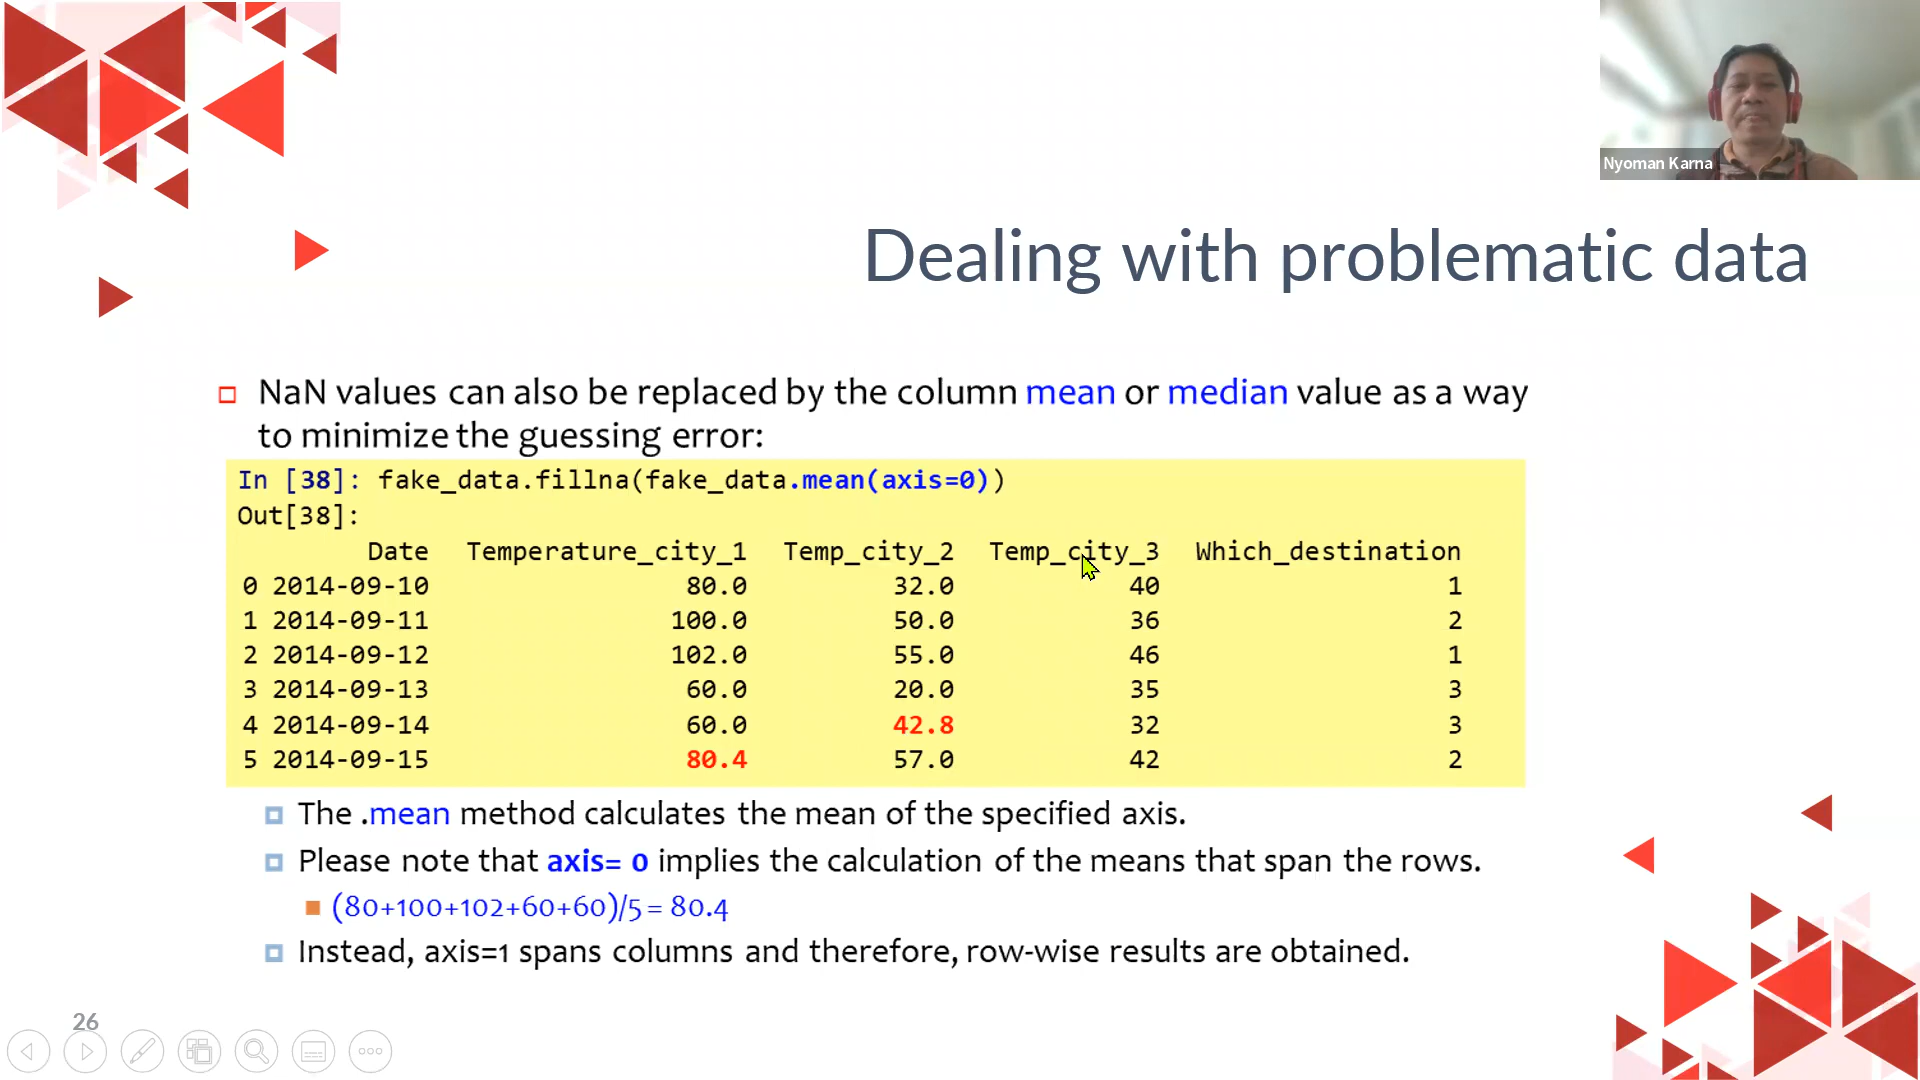 Nyoman Karna
Dealing with problematic data
NaN values can also be replaced by the column mean or median value as a way
to minimize the guessing error:
In [38]: fake_data.fillna(fake_data.mean(axis=0))
Out[38]:
Date Temperature_city_1 Temp_city_2 Temp_city_3 Which_destination
0 2014-09-10 80.0 32.0 40 1
1 2014-09-11 100.0 50.0 36 2
2 2014-09-12 102.0 55.0 46 1
3 2014-09-13 60.0 20.0 35 3
4 2014-09-14 60.0 42.8 32 3
5 2014-09-15 80.4 57.0 42 2
The .mean method calculates the mean of the specified axis.
Please note that axis= 0 implies the calculation of the means that span the rows.
(80+100+102+60+60)/5 = 80.4
Instead, axis=1 spans columns and therefore, row-wise results are obtained.
26